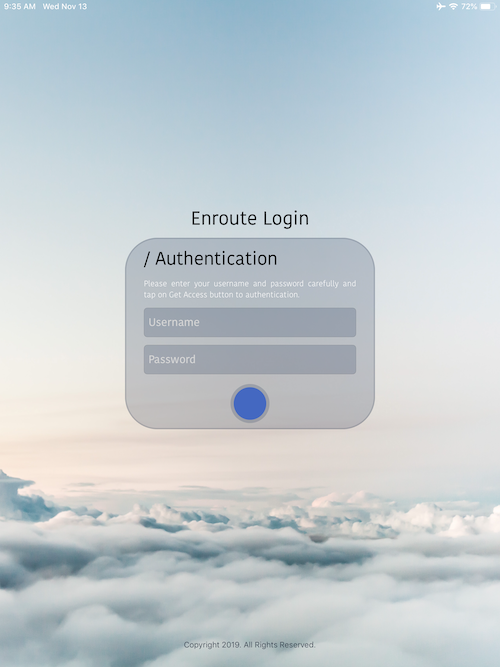 9:35 AM Wed Nov 13 72%
Enroute Login
/ Authentication
Please enter your username and password carefully and
tap on Get Access button to authentication.
Username
Password
Copyright 2019. All Rights Reserved.